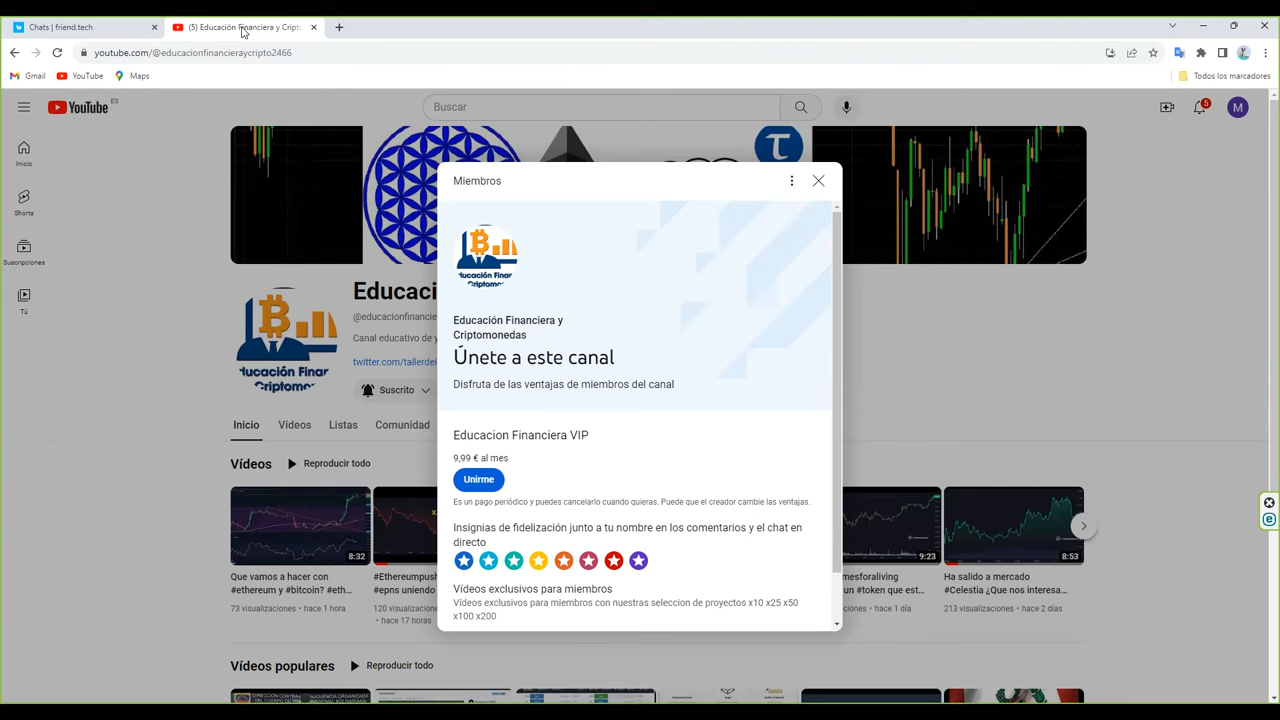 Chats | friend.tech
(5) Educación Financiera y Cripto
youtube.com/@educacionfinancieraycripto2466
Gmail
YouTube
Maps
Todos los marcadores
YouTube ES
Buscar
5
M
Inicio
Shorts
Suscripciones
Tú
Educaci
@educacionfinancie
Canal educativo de y
twitter.com/tallerdei
Suscrito
Inicio
Vídeos
Listas
Comunidad
Miembros
Educación Financiera y
Criptomonedas
Únete a este canal
Disfruta de las ventajas de miembros del canal
Educacion Financiera VIP
9,99 € al mes
Unirme
Es un pago periódico y puedes cancelarlo cuando quieras. Puede que el creador cambie las ventajas.
Insignias de fidelización junto a tu nombre en los comentarios y el chat en
directo
Vídeos exclusivos para miembros
Vídeos exclusivos para miembros con nuestras seleccion de proyectos x10 x25 x50
x100 x200
Vídeos
Reproducir todo
8:32
9:23
8:53
Que vamos a hacer con
#ethereum y #bitcoin? #eth...
73 visualizaciones • hace 1 hora
#Ethereumpush
epns uniendo
120 visualizacione
• hace 17 horas
mesforaliving
un #token que est...
hace 1 día
Ha salido a mercado
#Celestia ¿Que nos interesa...
213 visualizaciones • hace 2 días
Vídeos populares
Reproducir todo